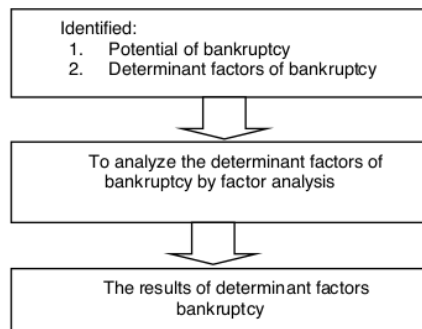 Identified:
1. Potential of bankruptcy
2. Determinant factors of bankruptcy
To analyze the determinant factors of
bankruptcy by factor analysis
The results of determinant factors
bankruptcy